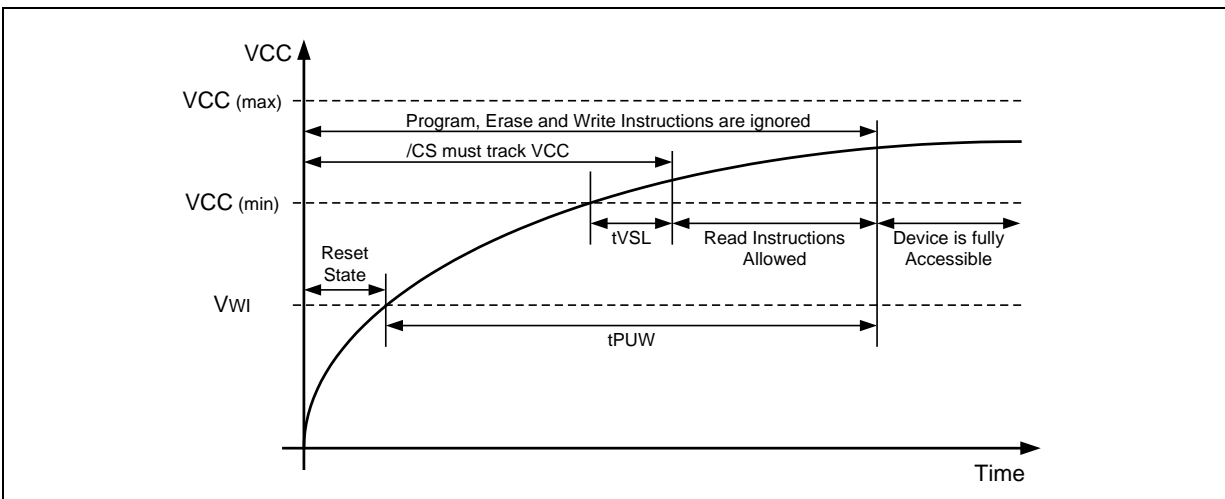 VCC
VCC (max)
Program, Erase and Write Instructions are ignored
/CS must track VCC
VCC (min)
tVSL
Read Instructions
Allowed
Device is fully
Accessible
Reset
State
VWI
tPUW
Time